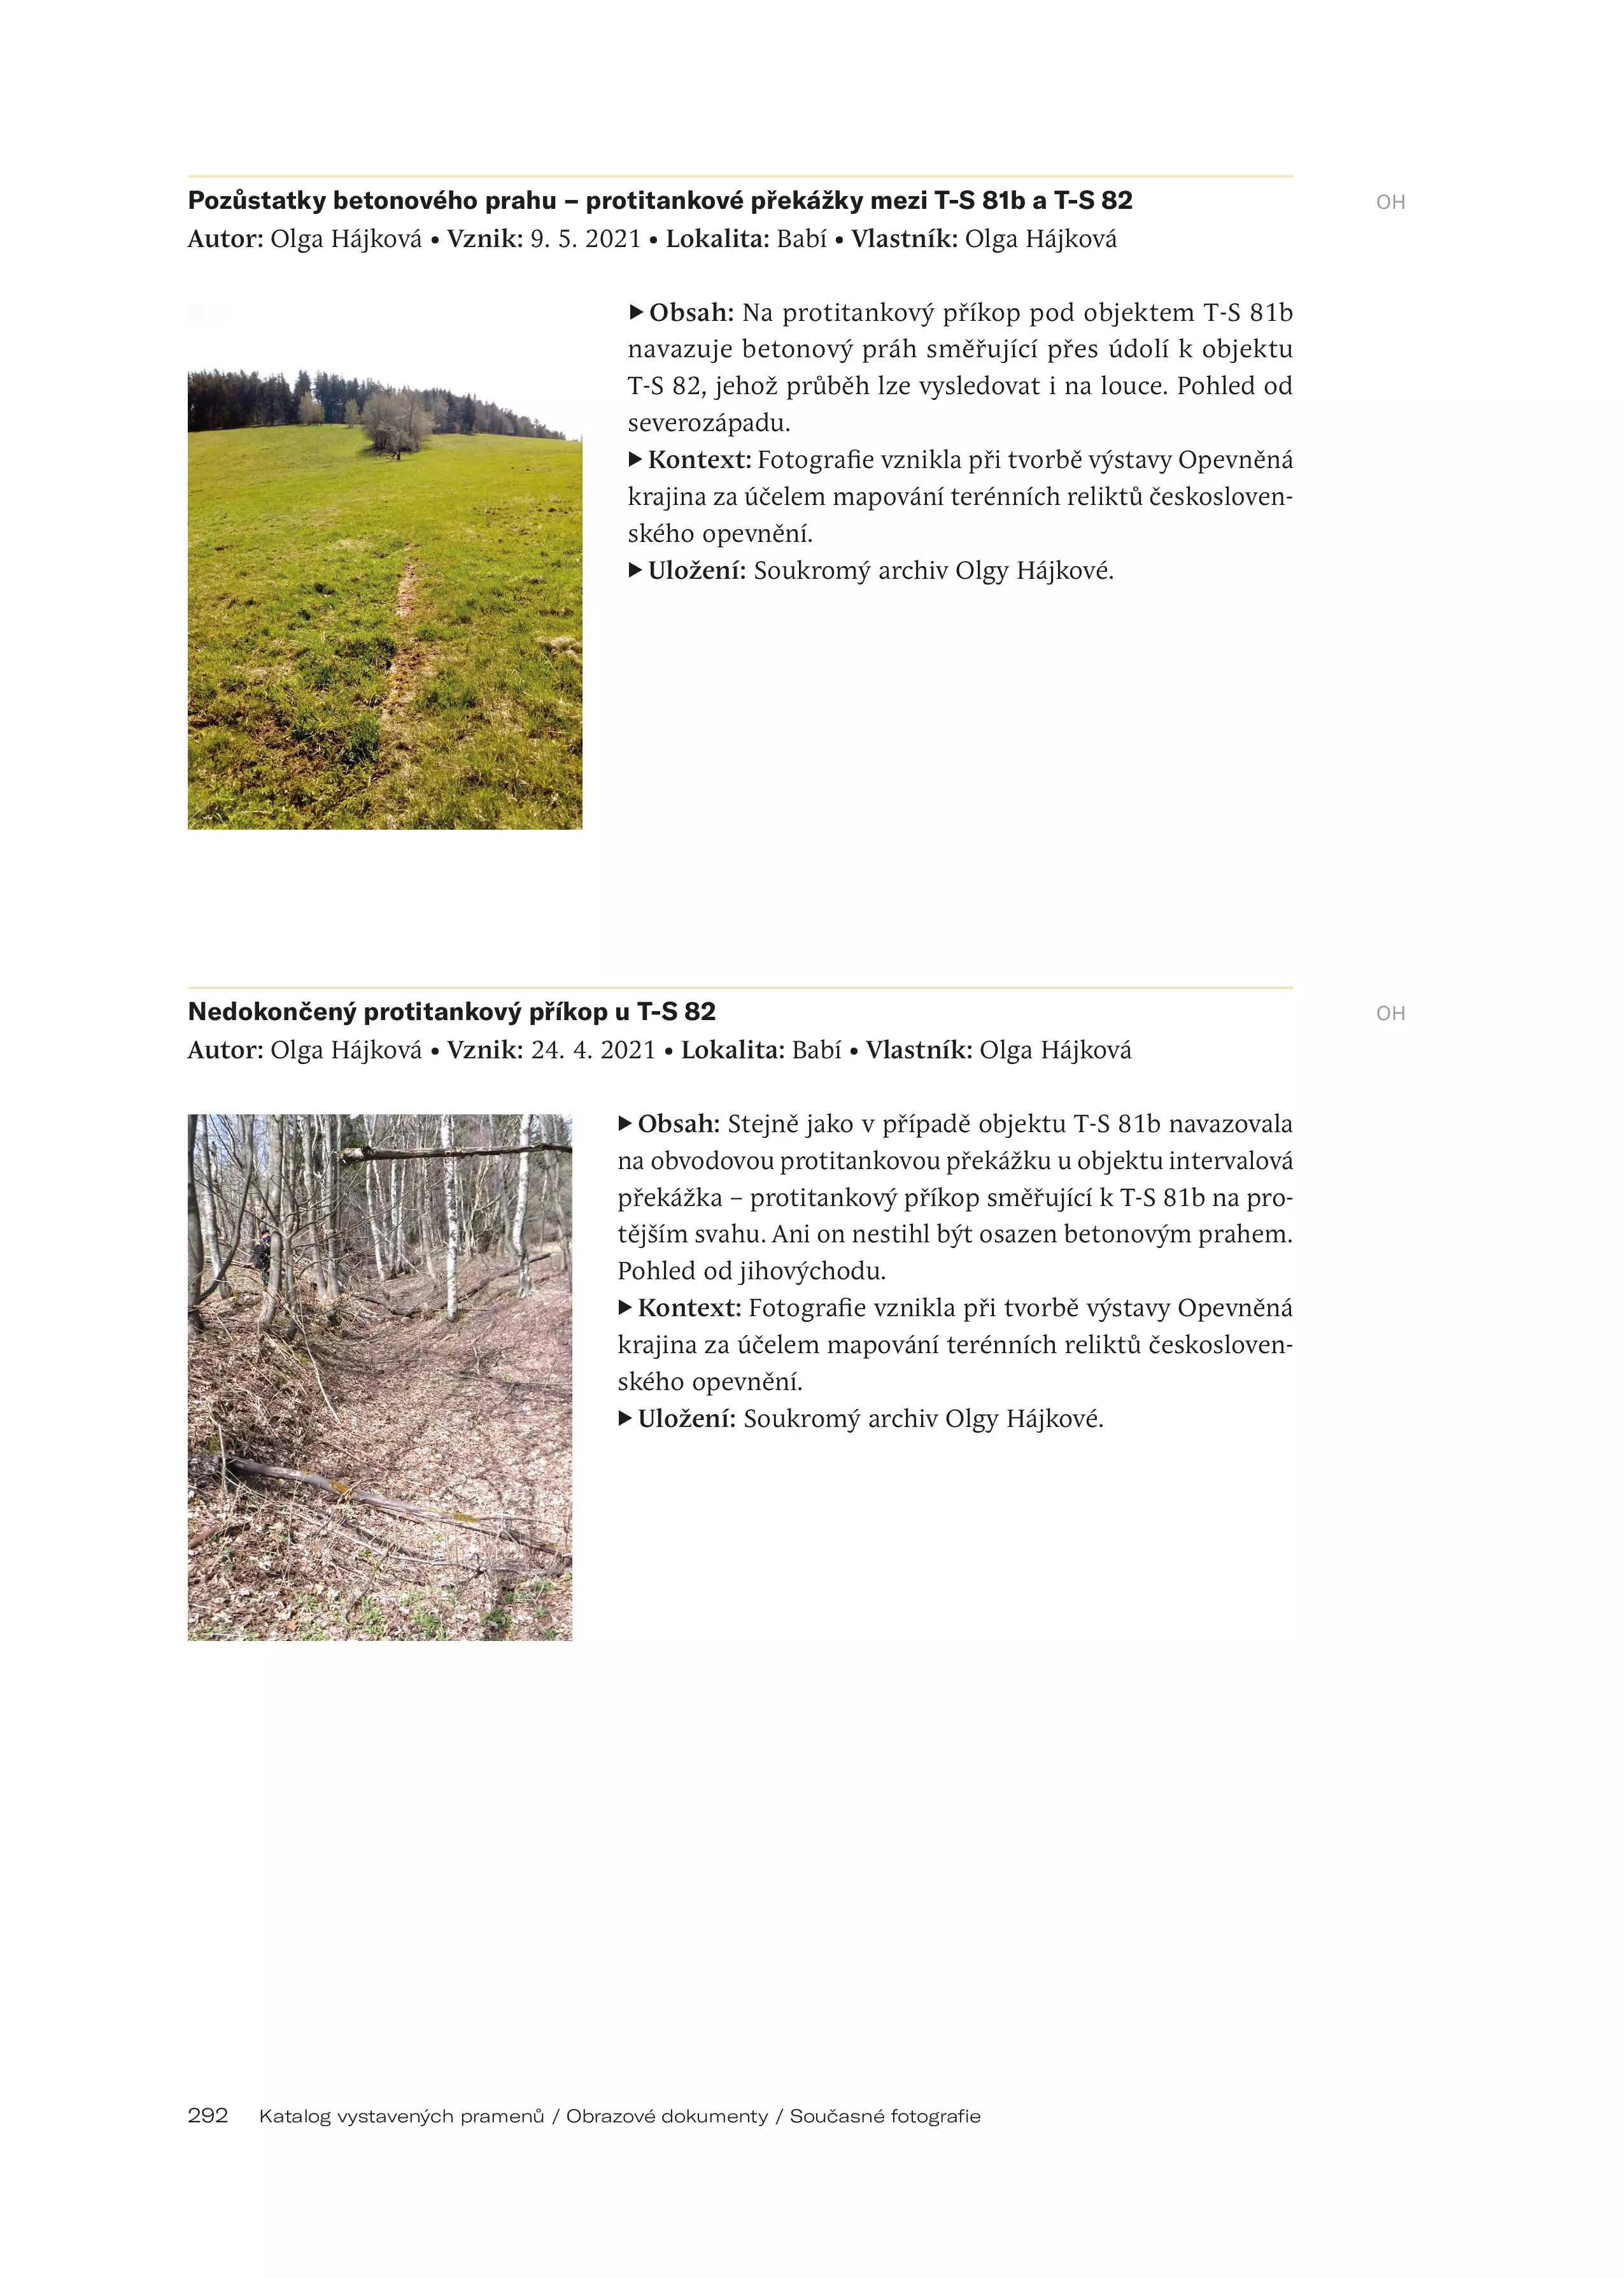 Pozůstatky betonového prahu – protitankové překážky mezi T-S 81b a T-S 82
OH
Autor: Olga Hájková • Vznik: 9. 5. 2021 • Lokalita: Babí • Vlastník: Olga Hájková
▶ Obsah: Na protitankový příkop pod objektem T-S 81b
navazuje betonový práh směřující přes údolí k objektu
T-S 82, jehož průběh lze vysledovat i na louce. Pohled od
severozápadu.
▶ Kontext: Fotografie vznikla při tvorbě výstavy Opevněná
krajina za účelem mapování terénních reliktů českosloven-
ského opevnění.
▶ Uložení: Soukromý archiv Olgy Hájkové.
Nedokončený protitankový příkop u T-S 82
OH
Autor: Olga Hájková • Vznik: 24. 4. 2021 • Lokalita: Babí • Vlastník: Olga Hájková
▶ Obsah: Stejně jako v případě objektu T-S 81b navazovala
na obvodovou protitankovou překážku u objektu intervalová
překážka – protitankový příkop směřující k T-S 81b na pro-
tějším svahu. Ani on nestihl být osazen betonovým prahem.
Pohled od jihovýchodu.
▶ Kontext: Fotografie vznikla při tvorbě výstavy Opevněná
krajina za účelem mapování terénních reliktů českosloven-
ského opevnění.
▶ Uložení: Soukromý archiv Olgy Hájkové.
292 Katalog vystavených pramenů / Obrazové dokumenty / Současné fotografie